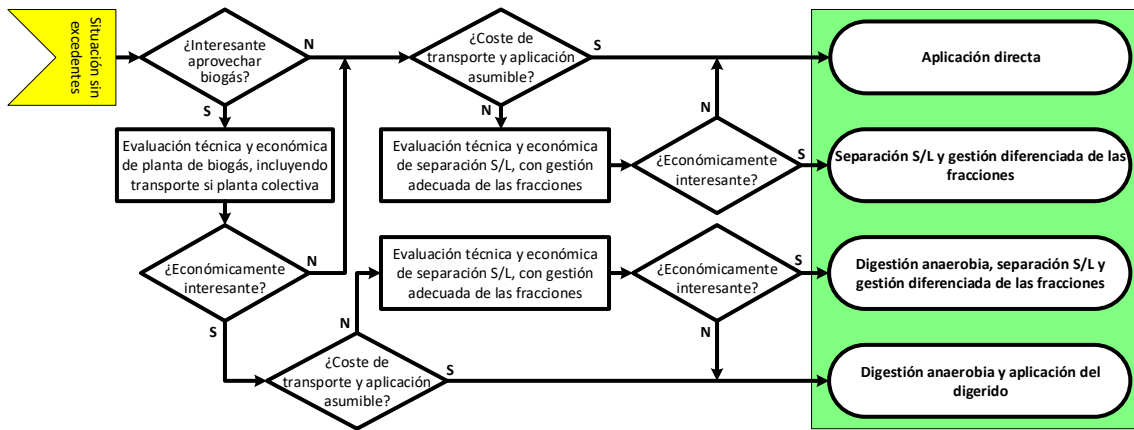 Situación sin
excedentes
¿Interesante
aprovechar
biogás?
N
S
¿Coste de
transporte y aplicación
asumible?
S
N
Aplicación directa
Evaluación técnica y económica
de planta de biogás, incluyendo
transporte si planta colectiva
Evaluación técnica y económica
de separación S/L, con gestión
adecuada de las fracciones
N
¿Económicamente
interesante?
S
Separación S/L y gestión diferenciada de las
fracciones
¿Económicamente
interesante?
N
S
Evaluación técnica y económica
de separación S/L, con gestión
adecuada de las fracciones
¿Económicamente
interesante?
S
N
Digestión anaerobia, separación S/L y
gestión diferenciada de las fracciones
N
¿Coste de
transporte y aplicación
asumible?
S
Digestión anaerobia y aplicación del
digerido